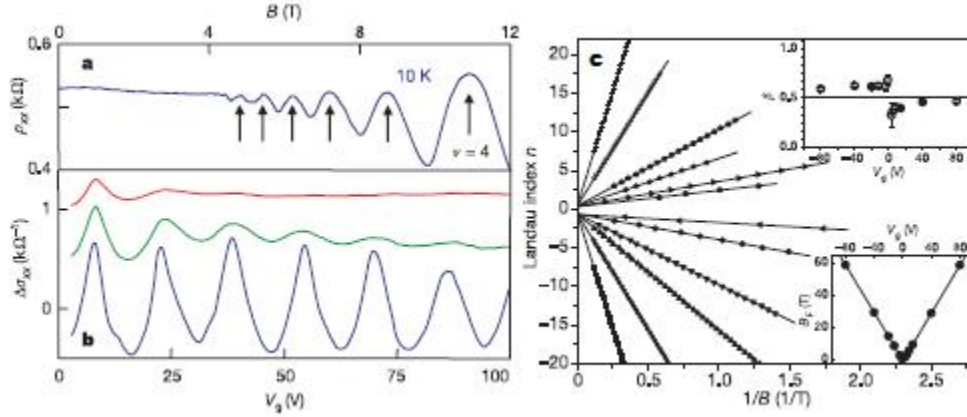 B (T)
0 4 8 12
0.6
a
10 K
ρxx (kΩ)
ν = 4
0.4
1
Δσxx (kΩ⁻¹)
0
b
0 25 50 75 100
Vg (V)
c
20
15
10
5
0
−5
−10
−15
−20
Landau index n
0 0.5 1.0 1.5 2.0 2.5
1/B (1/T)
1.0
0.5
0.0
−80 −40 0 40 80
Vg (V)
Vg (V)
−80 −40 0 40 80
60
40
20
0
BF (T)